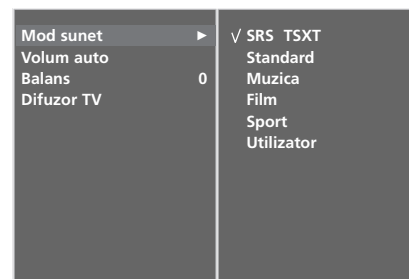 Mod sunet ►
Volum auto
Balans 0
Difuzor TV
√ SRS TSXT
Standard
Muzica
Film
Sport
Utilizator